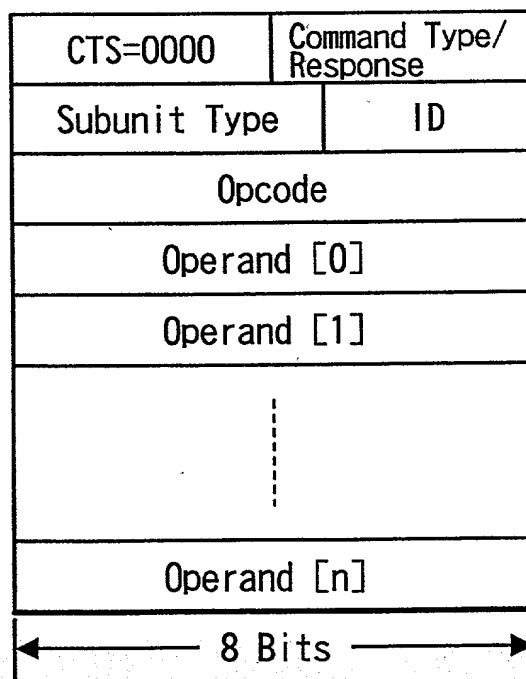 CTS=0000
Command Type/
Response
Subunit Type
ID
Opcode
Operand [0]
Operand [1]
Operand [n]
8 Bits